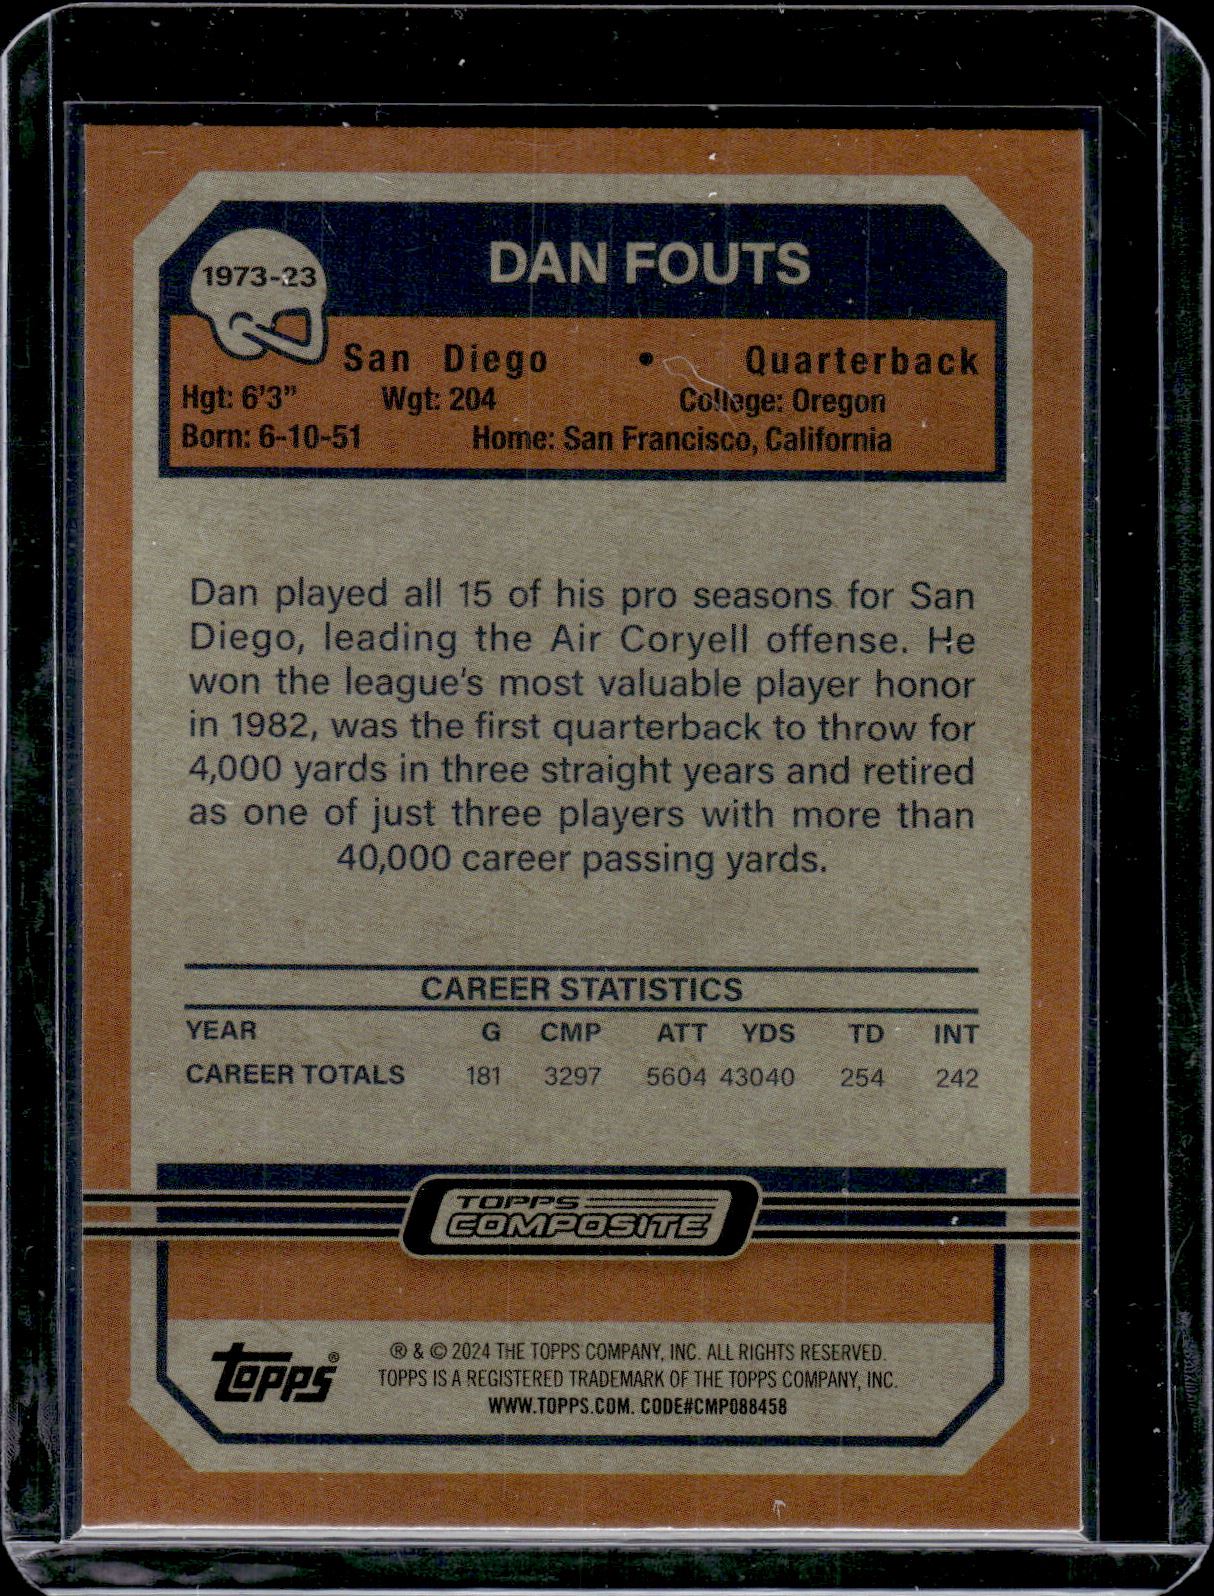 1973-23
DAN FOUTS
San Diego • Quarterback
Hgt: 6'3" Wgt: 204 College: Oregon
Born: 6-10-51 Home: San Francisco, California
Dan played all 15 of his pro seasons for San
Diego, leading the Air Coryell offense. He
won the league's most valuable player honor
in 1982, was the first quarterback to throw for
4,000 yards in three straight years and retired
as one of just three players with more than
40,000 career passing yards.
CAREER STATISTICS
YEAR G CMP ATT YDS TD INT
CAREER TOTALS 181 3297 5604 43040 254 242
TOPPS
COMPOSITE
topps®
® & © 2024 THE TOPPS COMPANY, INC. ALL RIGHTS RESERVED.
TOPPS IS A REGISTERED TRADEMARK OF THE TOPPS COMPANY, INC.
WWW.TOPPS.COM. CODE#CMP088458